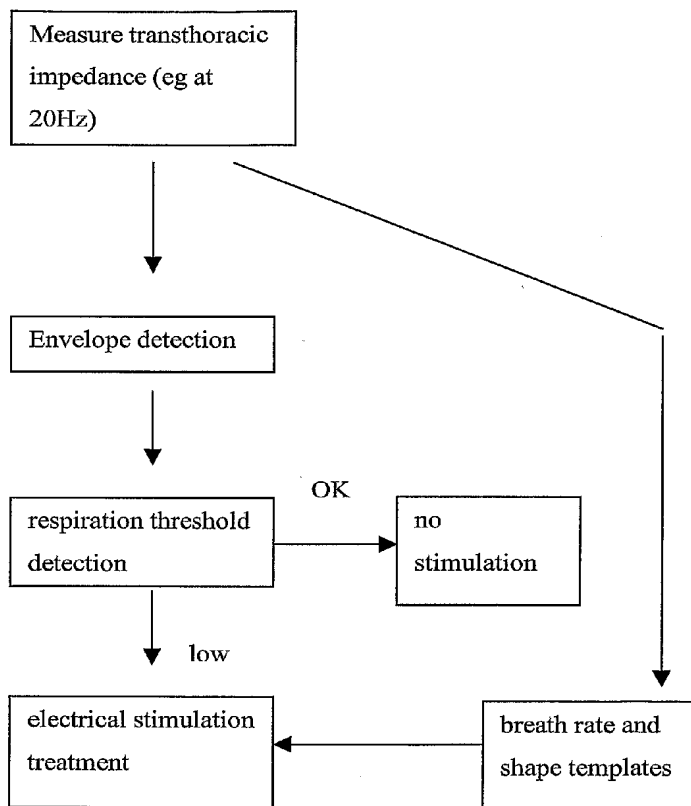 Measure transthoracic
impedance (eg at
20Hz)
Envelope detection
OK
respiration threshold
detection
no
stimulation
low
electrical stimulation
treatment
breath rate and
shape templates